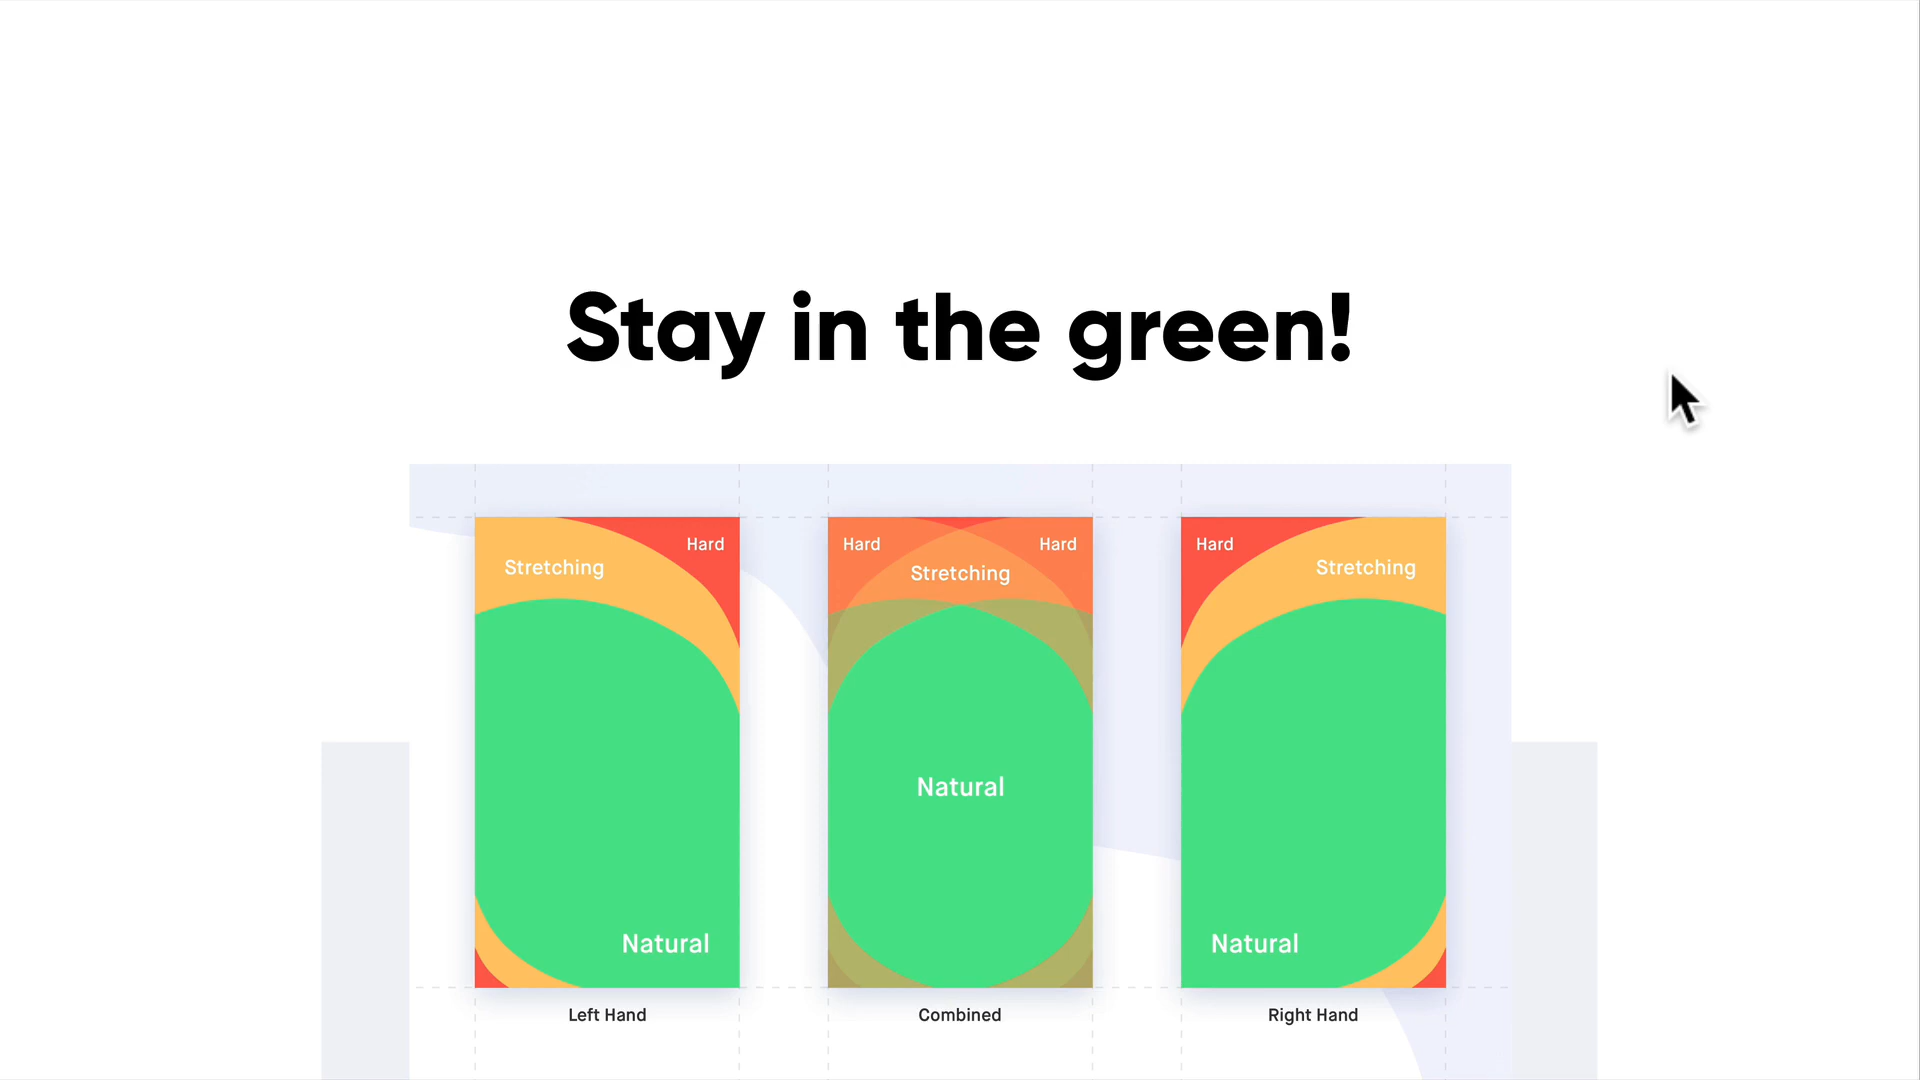 Stay in the green!
Hard
Stretching
Natural
Left Hand
Hard
Hard
Stretching
Natural
Combined
Hard
Stretching
Natural
Right Hand